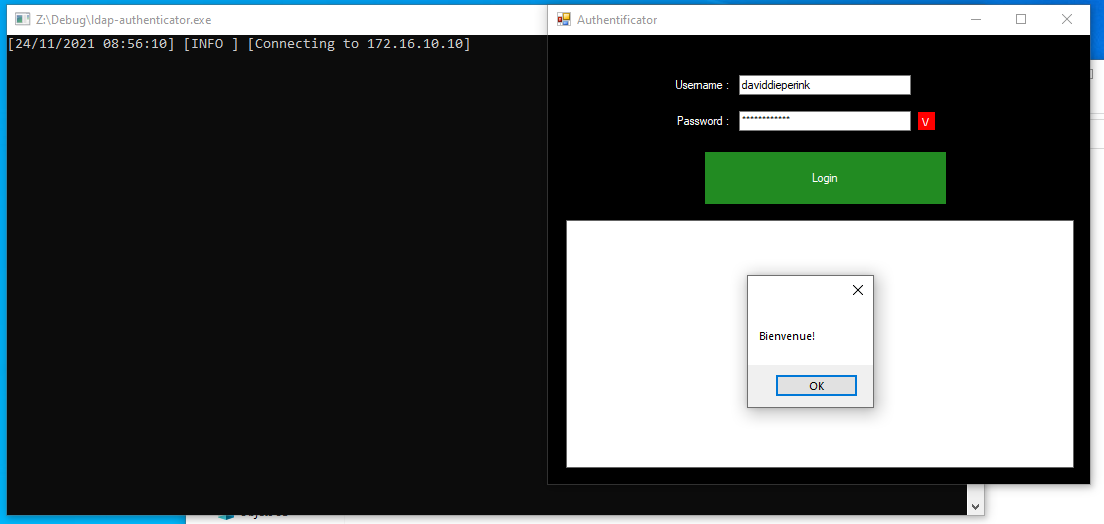 Z:\Debug\ldap-authenticator.exe
[24/11/2021 08:56:10] [INFO ] [Connecting to 172.16.10.10]
Authentificator
Username :
daviddieperink
Password :
************
V
Login
Bienvenue!
OK